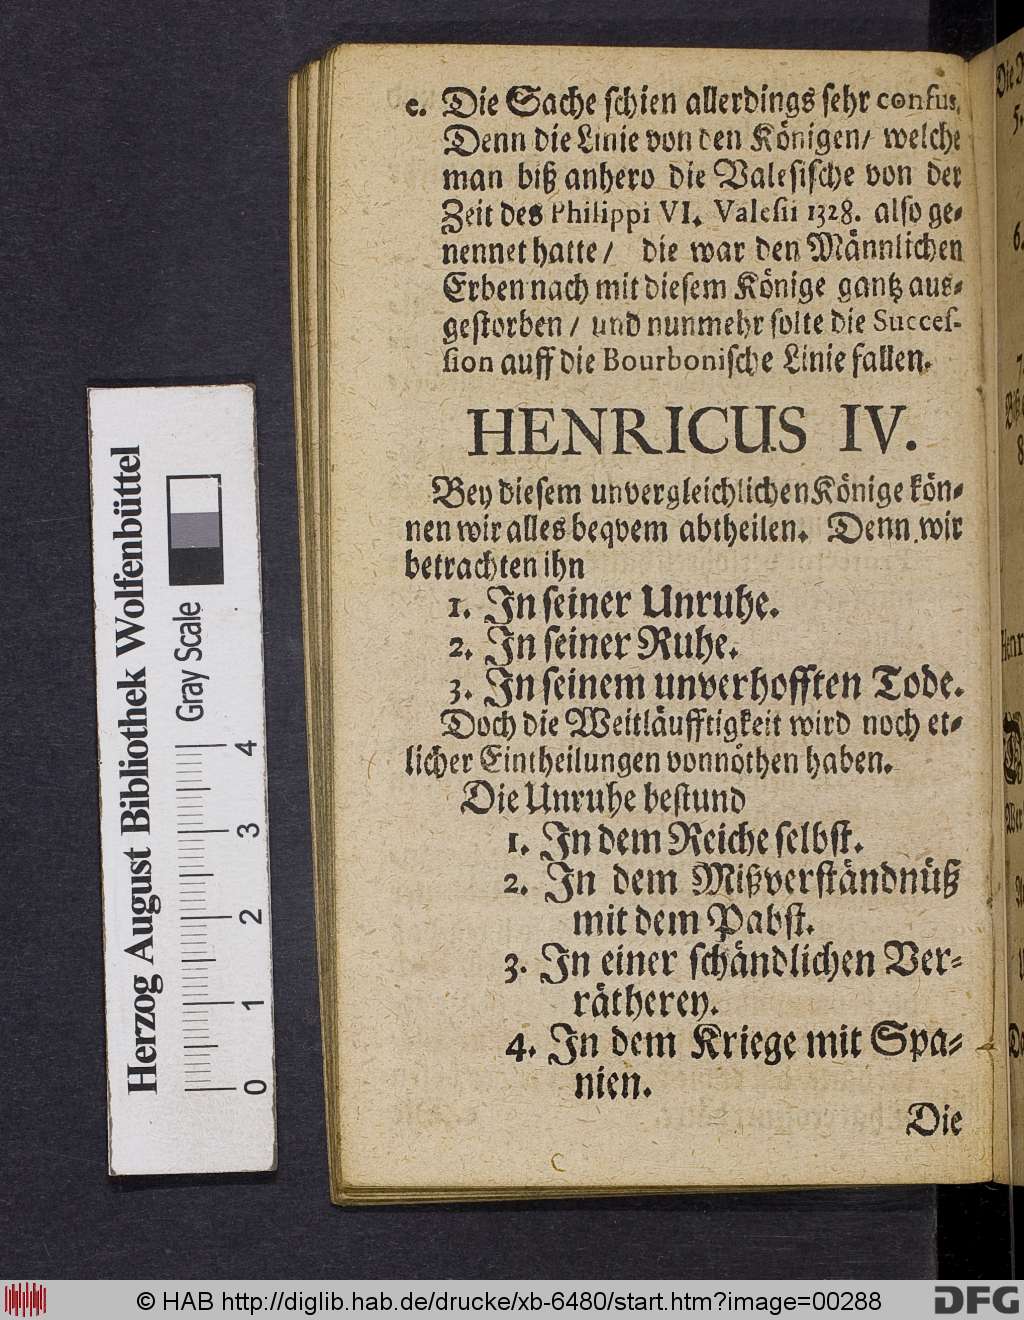 e. Die Sache ſchien allerdings ſehr confus,
Denn die Linie von den Königen/ welche
man biß anhero die Valeſiſche von der
Zeit des Philippi VI. Valeſii 1328. alſo ge-
nennet hatte/ die war den Männlichen
Erben nach mit dieſem Könige gantz aus-
geſtorben/ und nunmehr ſolte die Succeſ-
ſion auff die Bourboniſche Linie fallen.
HENRICUS IV.
Bey dieſem unvergleichlichen Könige kön-
nen wir alles beqvem abtheilen. Denn wir
betrachten ihn
1. In ſeiner Unruhe.
2. In ſeiner Ruhe.
3. In ſeinem unverhofften Tode.
Doch die Weitläufftigkeit wird noch et-
licher Eintheilungen vonnöthen haben.
Die Unruhe beſtund
1. In dem Reiche ſelbſt.
2. In dem Mißverſtändnüß
mit dem Pabſt.
3. In einer ſchändlichen Ver-
rätherey.
4. In dem Kriege mit Spa-
nien.
Die
Herzog August Bibliothek Wolfenbüttel
Gray Scale
0 1 2 3 4
© HAB http://diglib.hab.de/drucke/xb-6480/start.htm?image=00288
DFG